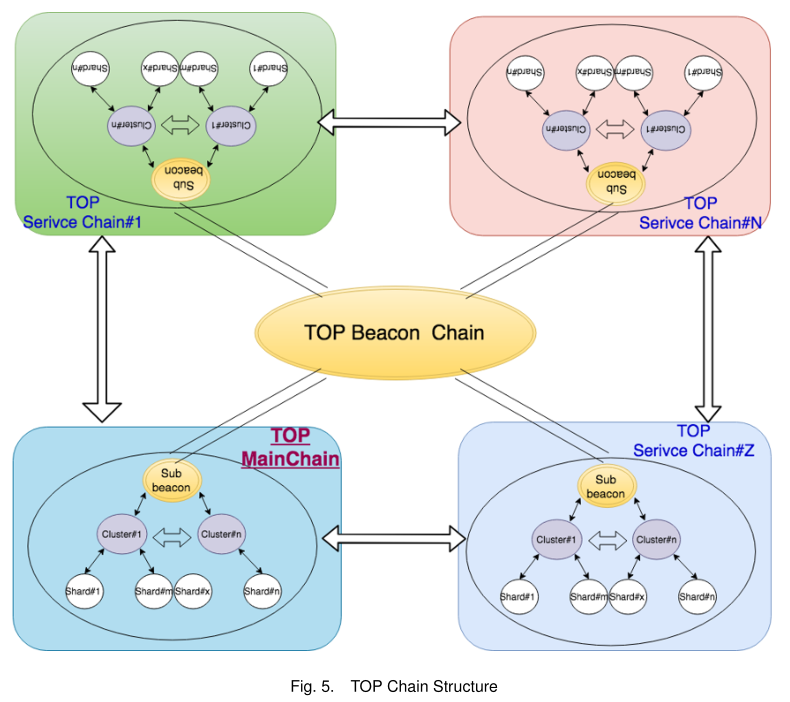 Shard#n
Shard#x
Shard#m
Shard#1
Cluster#n
Cluster#1
Sub
beacon
TOP
Serivce Chain#1
Shard#n
Shard#x
Shard#m
Shard#1
Cluster#n
Cluster#1
Sub
beacon
TOP
Serivce Chain#N
TOP Beacon Chain
TOP
MainChain
Sub
beacon
Cluster#1
Cluster#n
Shard#1
Shard#m
Shard#x
Shard#n
TOP
Serivce Chain#Z
Sub
beacon
Cluster#1
Cluster#n
Shard#1
Shard#m
Shard#x
Shard#n
Fig. 5. TOP Chain Structure